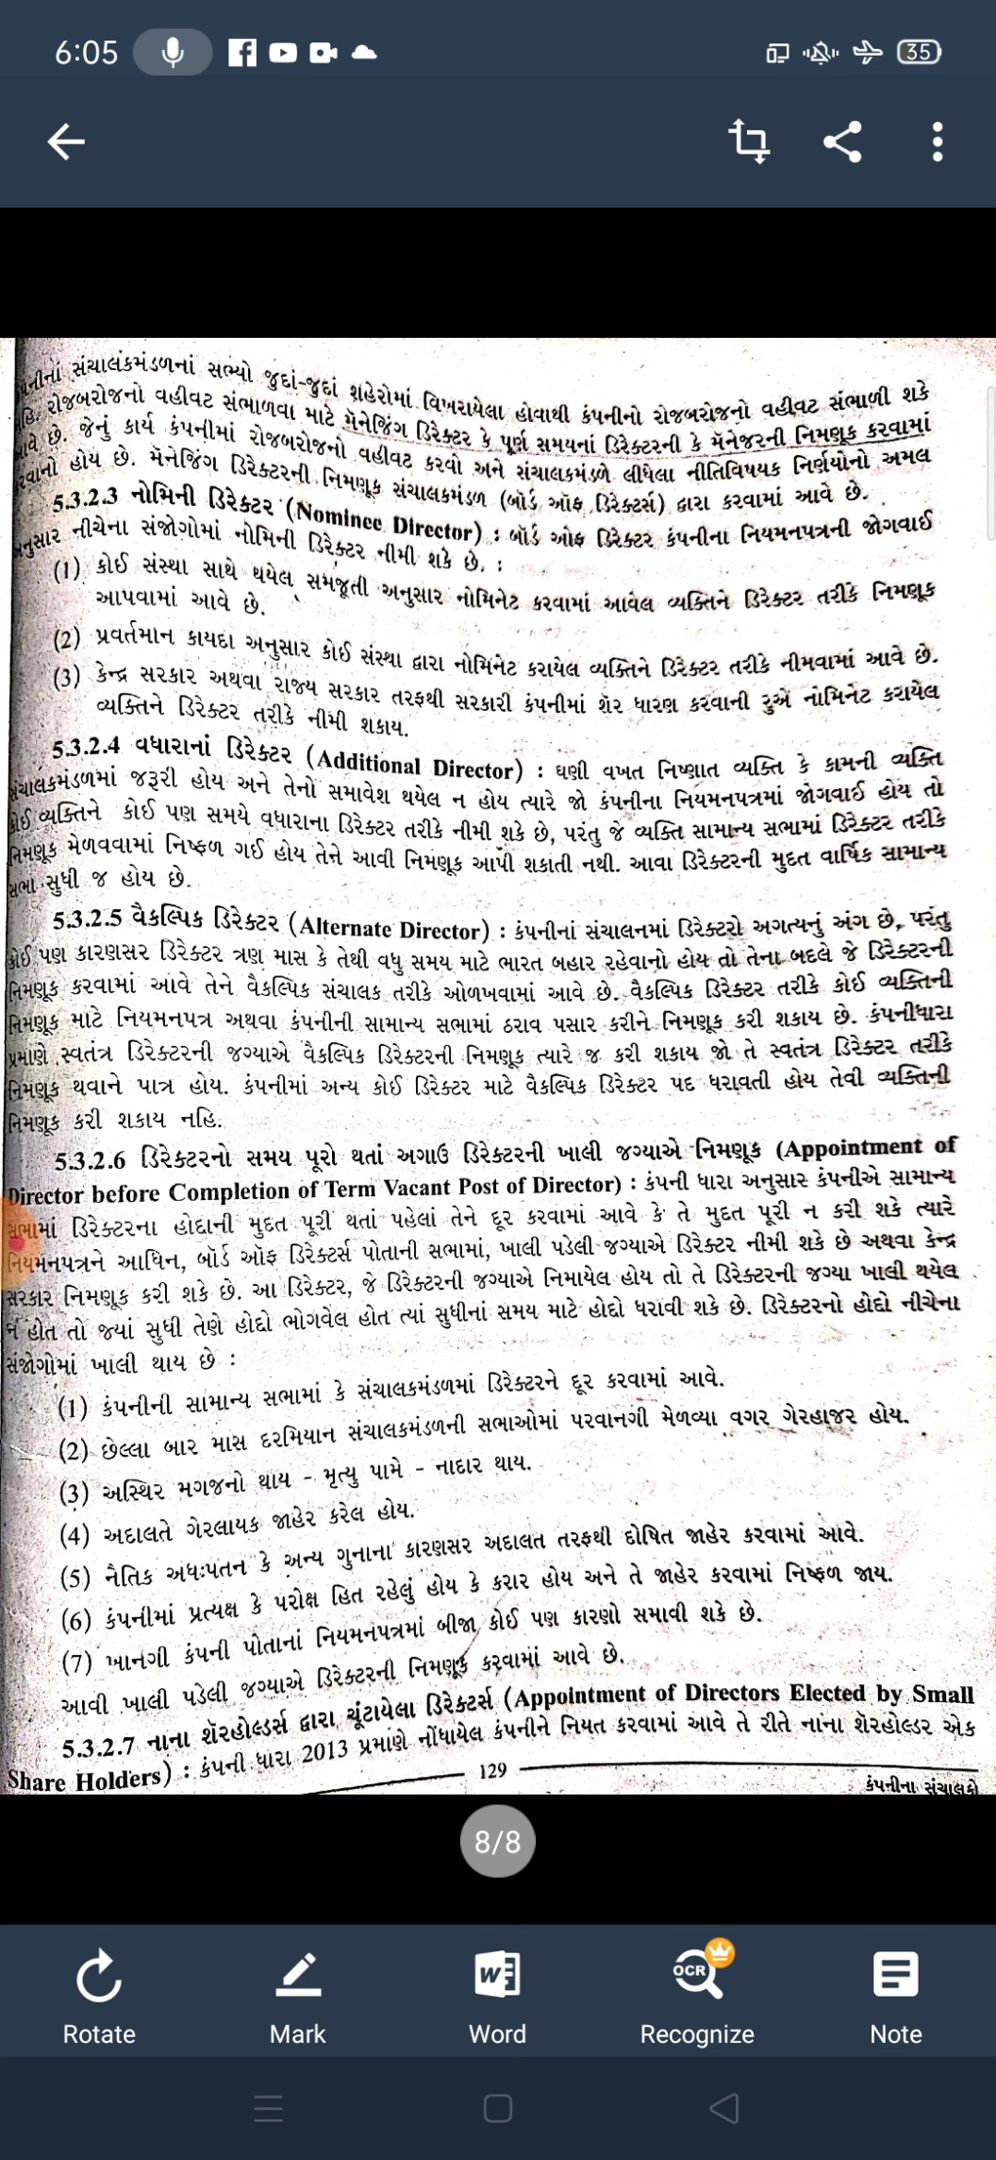 6:05
35
કંપનીનાં સંચાલકમંડળનાં સભ્યો જુદાં-જુદાં શહેરોમાં વિખરાયેલા હોવાથી કંપનીનો રોજબરોજનો વહીવટ સંભાળી શકે
નહિ. રોજબરોજનો વહીવટ સંભાળવા માટે મૅનેજિંગ ડિરેક્ટર કે પૂર્ણ સમયનાં ડિરેક્ટરની કે મૅનેજરની નિમણૂક કરવામાં
આવે છે. જેનું કાર્ય કંપનીમાં રોજબરોજનો વહીવટ કરવો અને સંચાલકમંડળે લીધેલા નીતિવિષયક નિર્ણયોનો અમલ
કરવાનો હોય છે. મૅનેજિંગ ડિરેક્ટરની નિમણૂક સંચાલકમંડળ (બૉર્ડ ઑફ ડિરેક્ટર્સ) દ્વારા કરવામાં આવે છે.
5.3.2.3 નોમિની ડિરેક્ટર (Nominee Director) : બૉર્ડ ઓફ ડિરેક્ટર કંપનીના નિયમનપત્રની જોગવાઈ
અનુસાર નીચેના સંજોગોમાં નોમિની ડિરેક્ટર નીમી શકે છે. :
(1) કોઈ સંસ્થા સાથે થયેલ સમજૂતી અનુસાર નોમિનેટ કરવામાં આવેલ વ્યક્તિને ડિરેક્ટર તરીકે નિમણૂક
આપવામાં આવે છે.
(2) પ્રવર્તમાન કાયદા અનુસાર કોઈ સંસ્થા દ્વારા નોમિનેટ કરાયેલ વ્યક્તિને ડિરેક્ટર તરીકે નીમવામાં આવે છે.
(3) કેન્દ્ર સરકાર અથવા રાજ્ય સરકાર તરફથી સરકારી કંપનીમાં શૅર ધારણ કરવાની રુએ નોમિનેટ કરાયેલ
વ્યક્તિને ડિરેક્ટર તરીકે નીમી શકાય.
5.3.2.4 વધારાનાં ડિરેક્ટર (Additional Director) : ઘણી વખત નિષ્ણાત વ્યક્તિ કે કામની વ્યક્તિ
સંચાલકમંડળમાં જરૂરી હોય અને તેનો સમાવેશ થયેલ ન હોય ત્યારે જો કંપનીના નિયમનપત્રમાં જોગવાઈ હોય તો
કોઈ વ્યક્તિને કોઈ પણ સમયે વધારાના ડિરેક્ટર તરીકે નીમી શકે છે, પરંતુ જે વ્યક્તિ સામાન્ય સભામાં ડિરેક્ટર તરીકે
નિમણૂક મેળવવામાં નિષ્ફળ ગઈ હોય તેને આવી નિમણૂક આપી શકાતી નથી. આવા ડિરેક્ટરની મુદત વાર્ષિક સામાન્ય
સભા સુધી જ હોય છે.
5.3.2.5 વૈકલ્પિક ડિરેક્ટર (Alternate Director) : કંપનીનાં સંચાલનમાં ડિરેક્ટરો અગત્યનું અંગ છે, પરંતુ
કોઈ પણ કારણસર ડિરેક્ટર ત્રણ માસ કે તેથી વધુ સમય માટે ભારત બહાર રહેવાનો હોય તો તેના બદલે જે ડિરેક્ટરની
નિમણૂક કરવામાં આવે તેને વૈકલ્પિક સંચાલક તરીકે ઓળખવામાં આવે છે. વૈકલ્પિક ડિરેક્ટર તરીકે કોઈ વ્યક્તિની
નિમણૂક માટે નિયમનપત્ર અથવા કંપનીની સામાન્ય સભામાં ઠરાવ પસાર કરીને નિમણૂક કરી શકાય છે. કંપનીધારા
પ્રમાણે સ્વતંત્ર ડિરેક્ટરની જગ્યાએ વૈકલ્પિક ડિરેક્ટરની નિમણૂક ત્યારે જ કરી શકાય જો તે સ્વતંત્ર ડિરેક્ટર તરીકે
નિમણૂક થવાને પાત્ર હોય. કંપનીમાં અન્ય કોઈ ડિરેક્ટર માટે વૈકલ્પિક ડિરેક્ટર પદ ધરાવતી હોય તેવી વ્યક્તિની
નિમણૂક કરી શકાય નહિ.
5.3.2.6 ડિરેક્ટરનો સમય પૂરો થતાં અગાઉ ડિરેક્ટરની ખાલી જગ્યાએ નિમણૂક (Appointment of
Director before Completion of Term Vacant Post of Director) : કંપની ધારા અનુસાર કંપનીએ સામાન્ય
સભામાં ડિરેક્ટરના હોદાની મુદત પૂરી થતાં પહેલાં તેને દૂર કરવામાં આવે કે તે મુદત પૂરી ન કરી શકે ત્યારે
નિયમનપત્રને આધિન, બૉર્ડ ઑફ ડિરેક્ટર્સ પોતાની સભામાં, ખાલી પડેલી જગ્યાએ ડિરેક્ટર નીમી શકે છે અથવા કેન્દ્ર
સરકાર નિમણૂક કરી શકે છે. આ ડિરેક્ટર, જે ડિરેક્ટરની જગ્યાએ નિમાયેલ હોય તો તે ડિરેક્ટરની જગ્યા ખાલી થયેલ
ન હોત તો જ્યાં સુધી તેણે હોદો ભોગવેલ હોત ત્યાં સુધીનાં સમય માટે હોદો ધરાવી શકે છે. ડિરેક્ટરનો હોદો નીચેના
સંજોગોમાં ખાલી થાય છે :
(1) કંપનીની સામાન્ય સભામાં કે સંચાલકમંડળમાં ડિરેક્ટરને દૂર કરવામાં આવે.
(2) છેલ્લા બાર માસ દરમિયાન સંચાલકમંડળની સભાઓમાં પરવાનગી મેળવ્યા વગર ગેરહાજર હોય.
(3) અસ્થિર મગજનો થાય - મૃત્યુ પામે - નાદાર થાય.
(4) અદાલતે ગેરલાયક જાહેર કરેલ હોય.
(5) નૈતિક અધઃપતન કે અન્ય ગુનાના કારણસર અદાલત તરફથી દોષિત જાહેર કરવામાં આવે.
(6) કંપનીમાં પ્રત્યક્ષ કે પરોક્ષ હિત રહેલું હોય કે કરાર હોય અને તે જાહેર કરવામાં નિષ્ફળ જાય.
(7) ખાનગી કંપની પોતાનાં નિયમનપત્રમાં બીજા કોઈ પણ કારણો સમાવી શકે છે.
આવી ખાલી પડેલી જગ્યાએ ડિરેક્ટરની નિમણૂક કરવામાં આવે છે.
5.3.2.7 નાના શૅરહોલ્ડર્સ દ્વારા ચૂંટાયેલા ડિરેક્ટર્સ (Appointment of Directors Elected by Small
Share Holders) : કંપની ધારા 2013 પ્રમાણે નોંધાયેલ કંપનીને નિયત કરવામાં આવે તે રીતે નાના શૅરહોલ્ડર એક
129
કંપનીના સંચાલકો
8/8
W
OCR
Rotate
Mark
Word
Recognize
Note